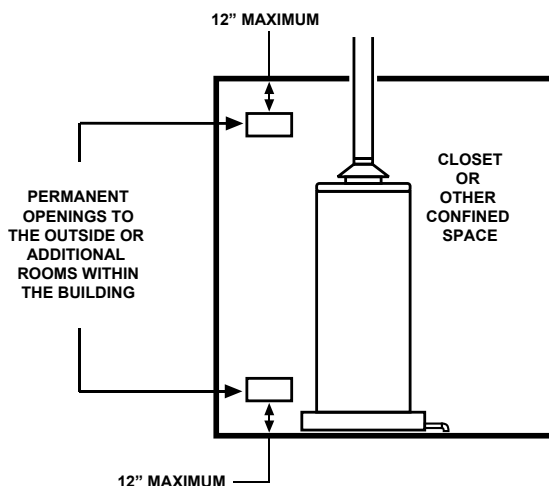 12” MAXIMUM
CLOSET
OR
OTHER
CONFINED
SPACE
PERMANENT
OPENINGS TO
THE OUTSIDE OR
ADDITIONAL
ROOMS WITHIN
THE BUILDING
12” MAXIMUM